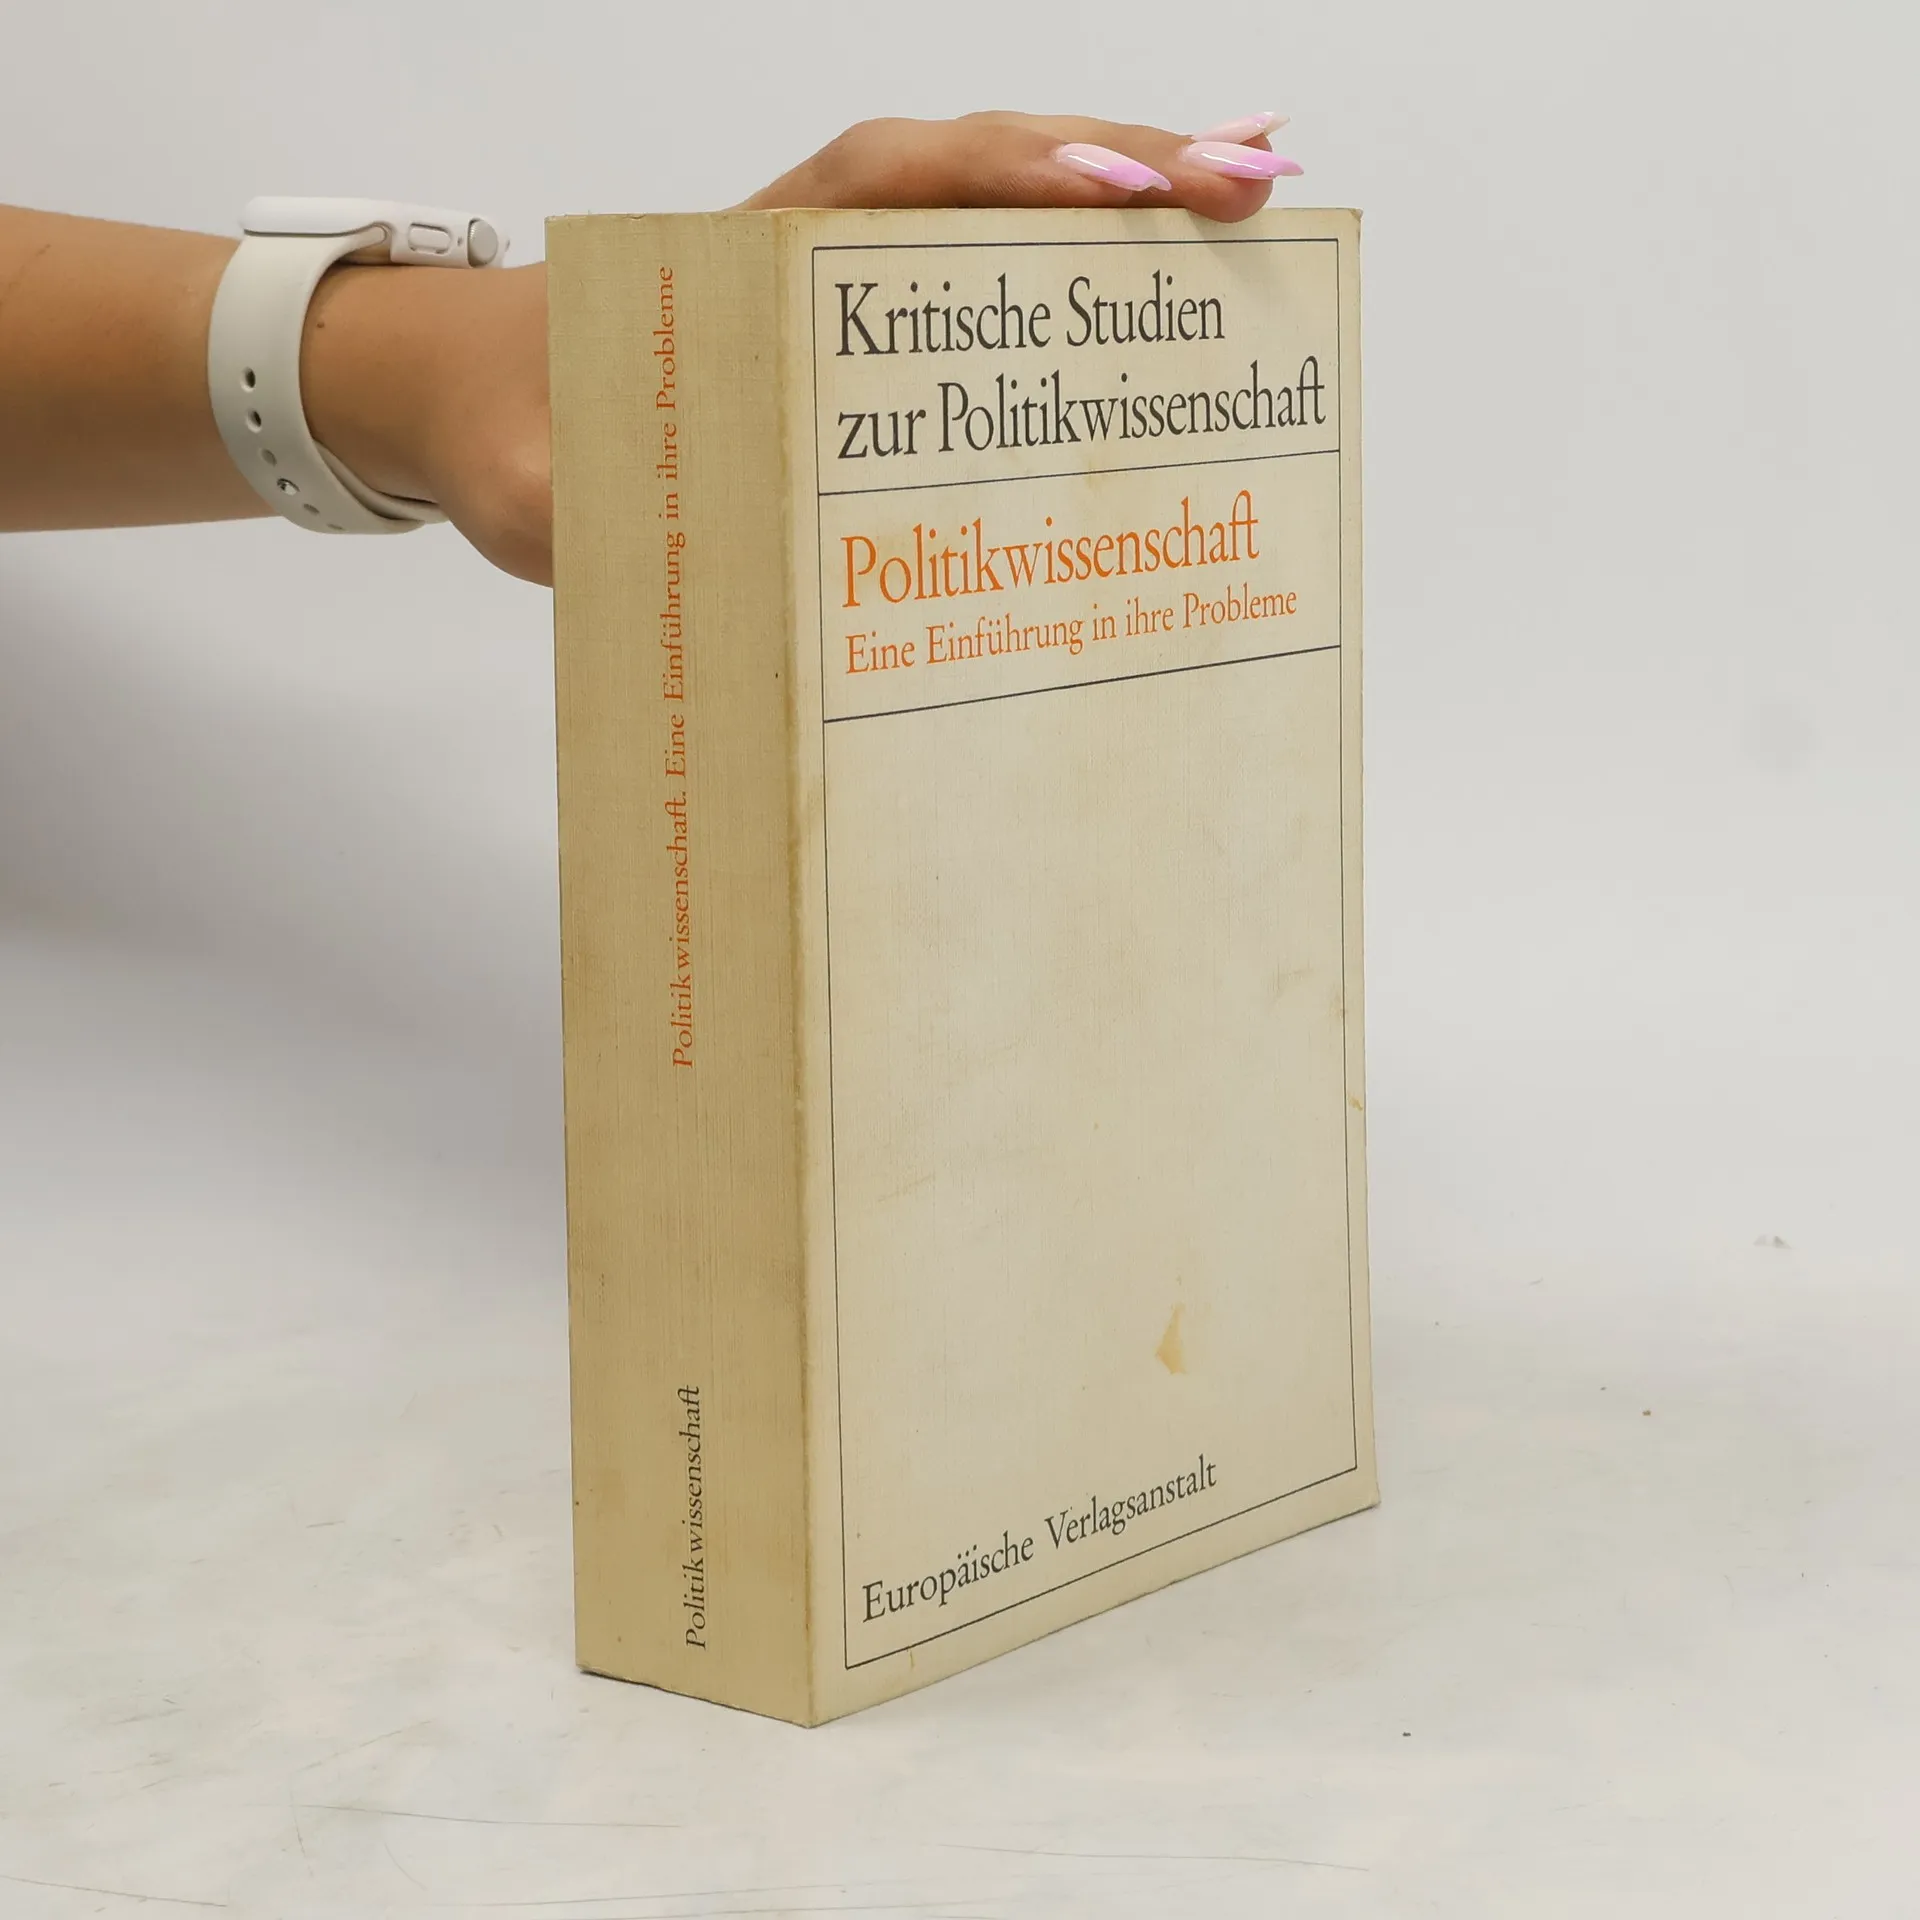 Kritische Studien
zur Politikwissenschaft
Politikwissenschaft
Eine Einführung in ihre Probleme
Europäische Verlagsanstalt
Politikwissenschaft. Eine Einführung in ihre Probleme
Politikwissenschaft